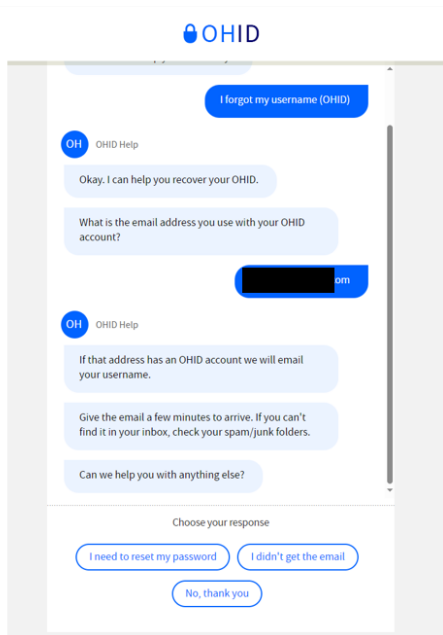 OHID
I forgot my username (OHID)
OH OHID Help
Okay. I can help you recover your OHID.
What is the email address you use with your OHID
account?
om
OH OHID Help
If that address has an OHID account we will email
your username.
Give the email a few minutes to arrive. If you can't
find it in your inbox, check your spam/junk folders.
Can we help you with anything else?
Choose your response
I need to reset my password I didn't get the email
No, thank you